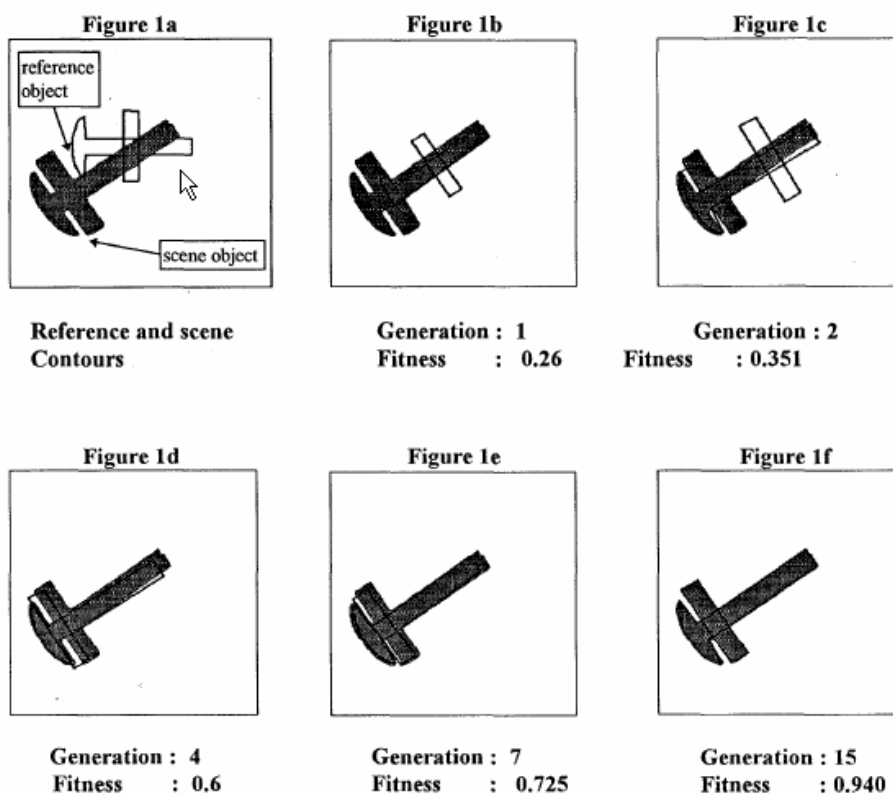 Figure 1a
reference
object
scene object
Reference and scene
Contours
Figure 1b
Generation : 1
Fitness : 0.26
Figure 1c
Generation : 2
Fitness : 0.351
Figure 1d
Generation : 4
Fitness : 0.6
Figure 1e
Generation : 7
Fitness : 0.725
Figure 1f
Generation : 15
Fitness : 0.940